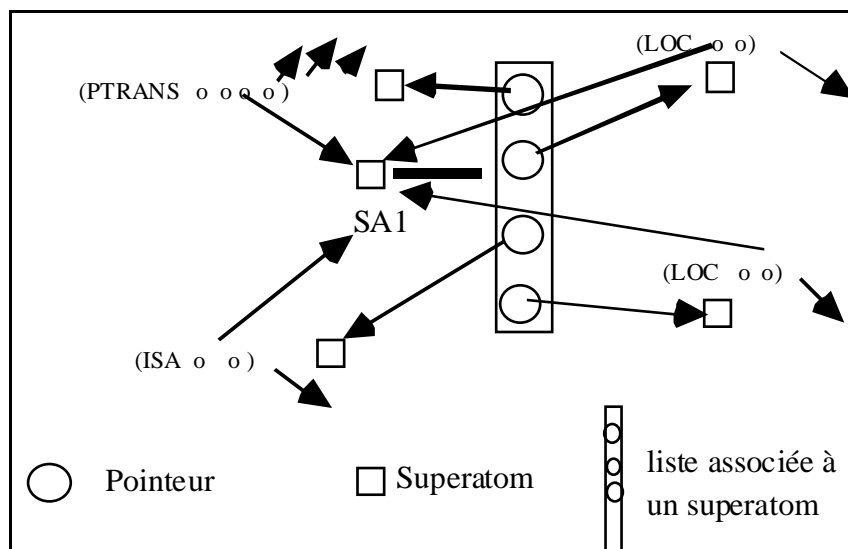 (LOC o o)
(PTRANS o o o o)
SA1
(LOC o o)
(ISA o o)
Pointeur
Superatom
liste associée à
un superatom